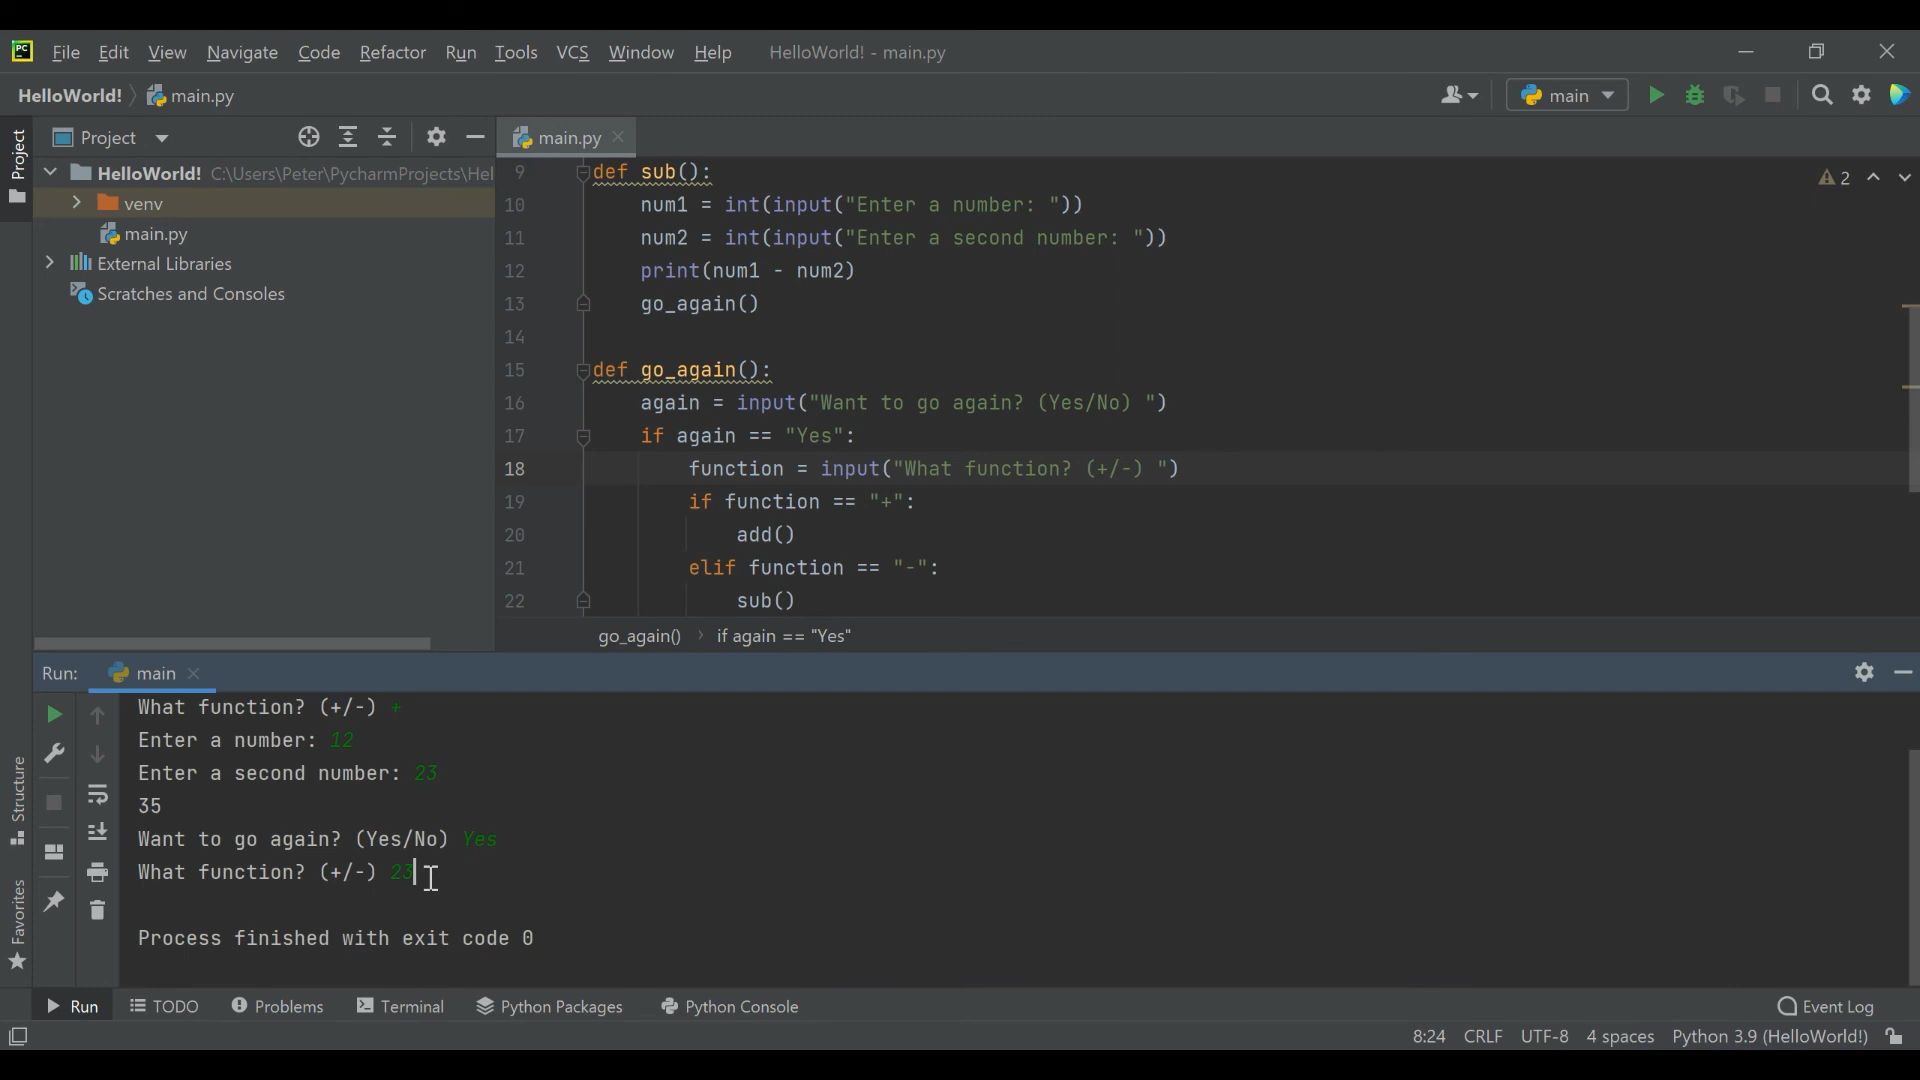 PC File Edit View Navigate Code Refactor Run Tools VCS Window Help HelloWorld! - main.py
HelloWorld! main.py main
Project
Project
main.py
HelloWorld! C:\Users\Peter\PycharmProjects\Hel
venv
main.py
External Libraries
Scratches and Consoles
2
9 def sub():
10 num1 = int(input("Enter a number: "))
11 num2 = int(input("Enter a second number: "))
12 print(num1 - num2)
13 go_again()
14
15 def go_again():
16 again = input("Want to go again? (Yes/No) ")
17 if again == "Yes":
18 function = input("What function? (+/-) ")
19 if function == "+":
20 add()
21 elif function == "-":
22 sub()
go_again() › if again == "Yes"
Run: main
What function? (+/-) +
Enter a number: 12
Enter a second number: 23
35
Want to go again? (Yes/No) Yes
What function? (+/-) 23
Process finished with exit code 0
Structure
Favorites
Run TODO Problems Terminal Python Packages Python Console Event Log
8:24 CRLF UTF-8 4 spaces Python 3.9 (HelloWorld!)